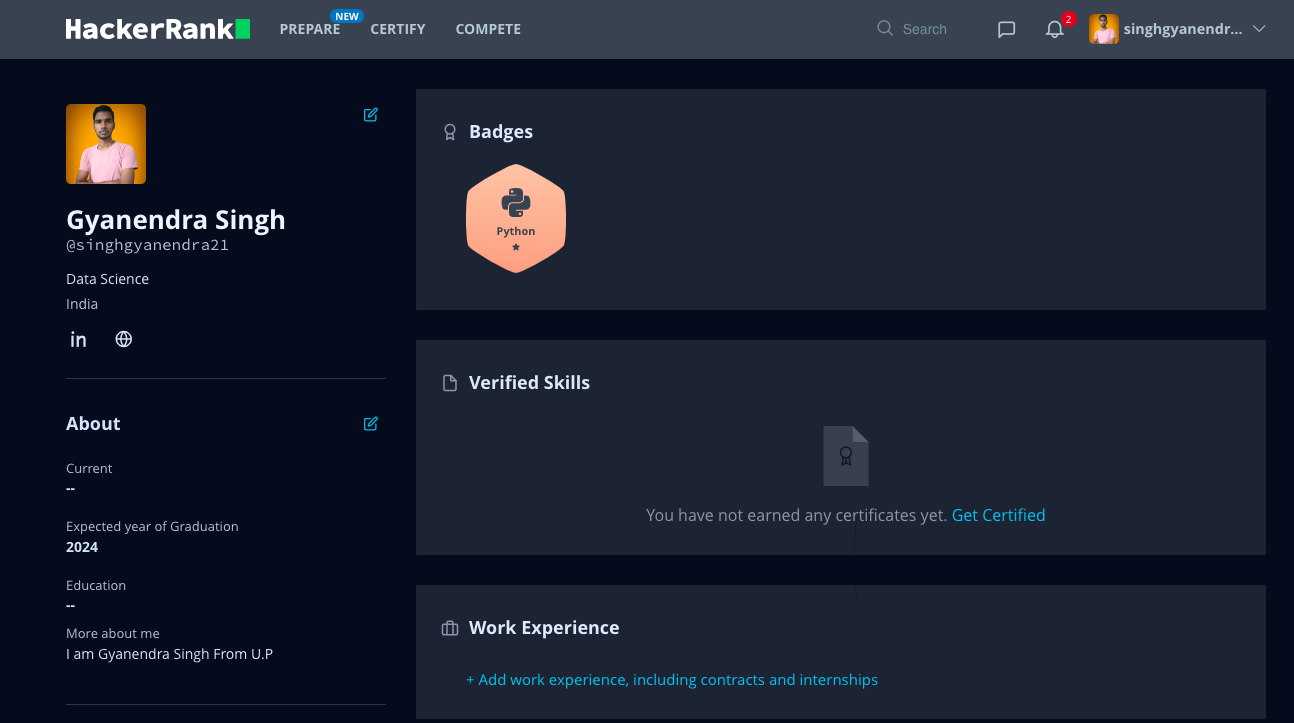 HackerRank
PREPARE
NEW
CERTIFY
COMPETE
Search
2
singhgyanendr...
Gyanendra Singh
@singhgyanendra21
Data Science
India
in
About
Current
--
Expected year of Graduation
2024
Education
--
More about me
I am Gyanendra Singh From U.P
Badges
Python
Verified Skills
You have not earned any certificates yet. Get Certified
Work Experience
+ Add work experience, including contracts and internships